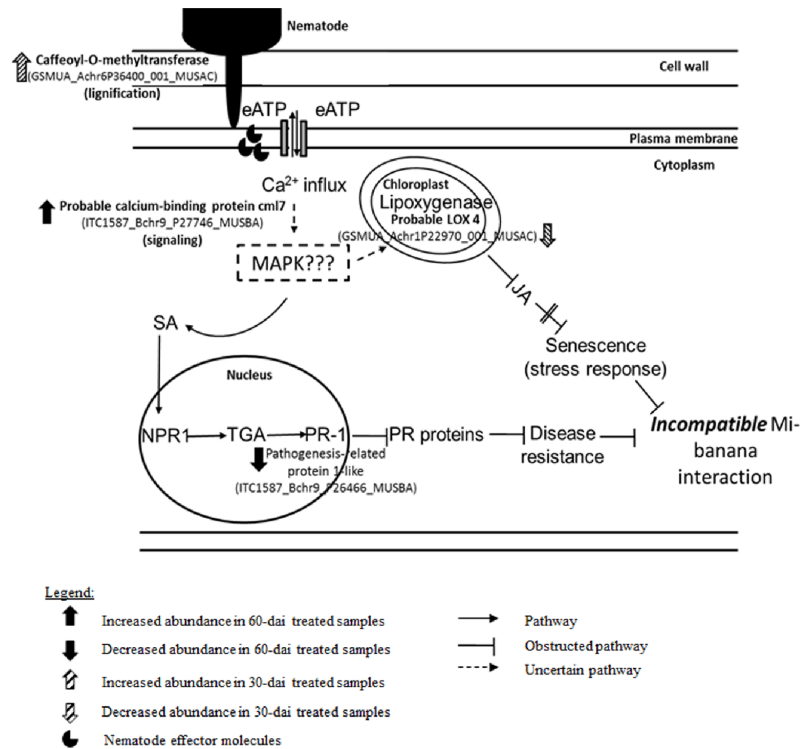 Nematode
Caffeoyl-O-methyltransferase
(GSMUA_Achr6P36400_001_MUSAC)
(lignification)
Cell wall
eATP eATP
Plasma membrane
Cytoplasm
Ca2+ influx
Chloroplast
Lipoxygenase
Probable LOX 4
(GSMUA_Achr1P22970_001_MUSAC)
Probable calcium-binding protein cml7
(ITC1587_Bchr9_P27746_MUSBA)
(signaling)
MAPK???
JA
SA
Senescence
(stress response)
Nucleus
NPR1 TGA PR-1 PR proteins Disease
resistance
Incompatible Mi-
banana
interaction
Pathogenesis-related
protein 1-like
(ITC1587_Bchr9_P26466_MUSBA)
Legend:
Increased abundance in 60-dai treated samples
Decreased abundance in 60-dai treated samples
Increased abundance in 30-dai treated samples
Decreased abundance in 30-dai treated samples
Nematode effector molecules
Pathway
Obstructed pathway
Uncertain pathway